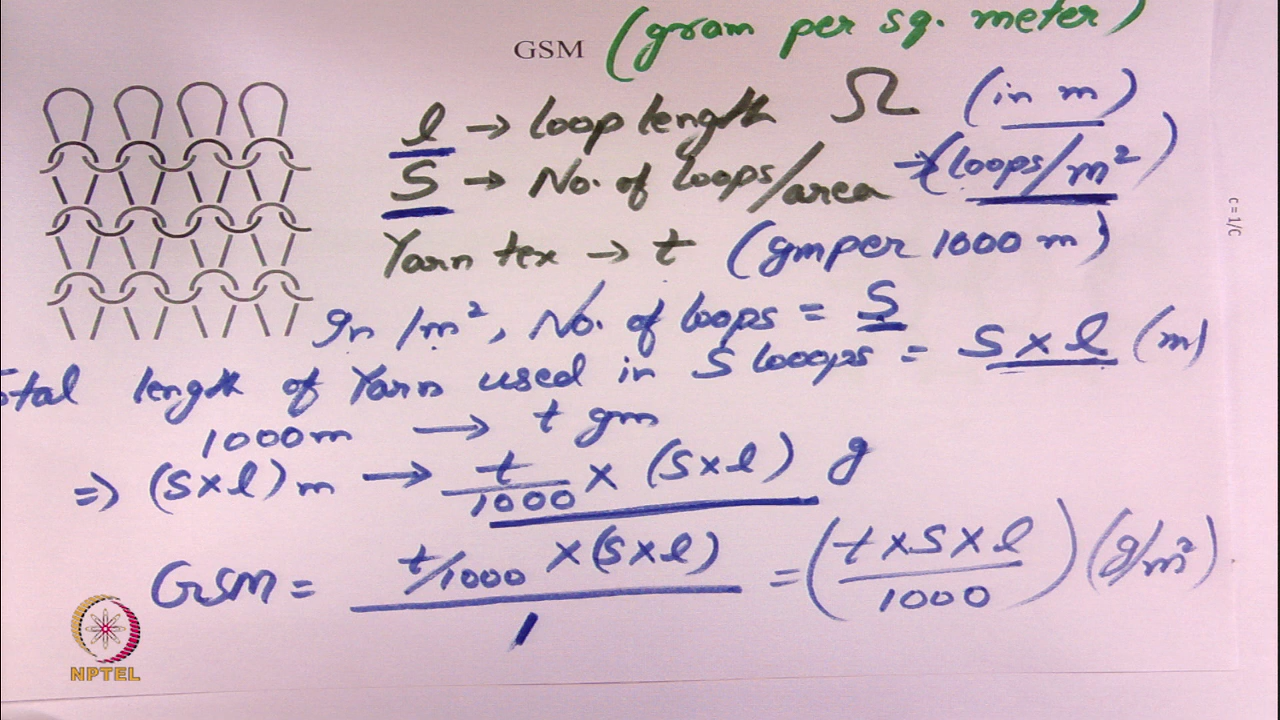 GSM (gram per sq. meter)
l → loop length Ω (in m)
S → No. of loops/area → (loops/m²)
Yarn tex → t (gm per 1000 m)
In /m², No. of loops = S
otal length of Yarn used in S looops = S x l (m)
1000m → t gm
⇒ (S x l) m → t/1000 x (S x l) g
GSM = t/1000 x (S x l) / 1 = (t x S x l / 1000) (g/m²)
c = 1/C
NPTEL